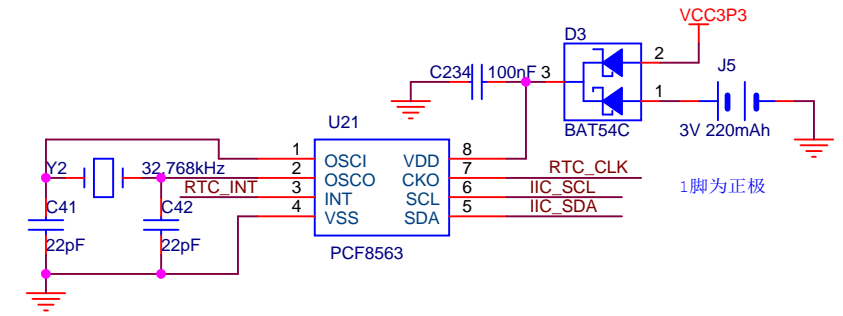 VCC3P3
D3
2
J5
C234
100nF
3
1
BAT54C
3V 220mAh
U21
1
OSCI
VDD
8
Y2
32.768kHz
2
OSCO
CKO
7
RTC_CLK
RTC_INT
3
INT
SCL
6
IIC_SCL
1脚为正极
C41
C42
4
VSS
SDA
5
IIC_SDA
22pF
22pF
PCF8563